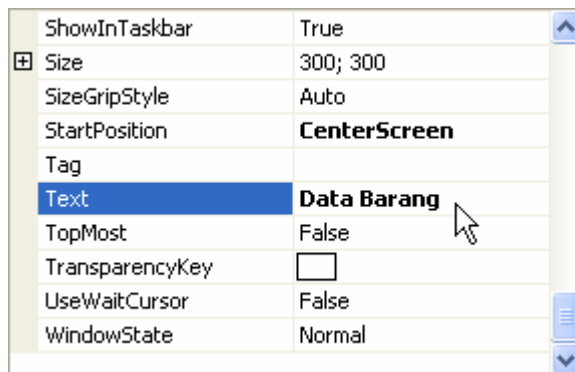 ShowInTaskbar True
Size 300; 300
SizeGripStyle Auto
StartPosition CenterScreen
Tag
Text Data Barang
TopMost False
TransparencyKey
UseWaitCursor False
WindowState Normal